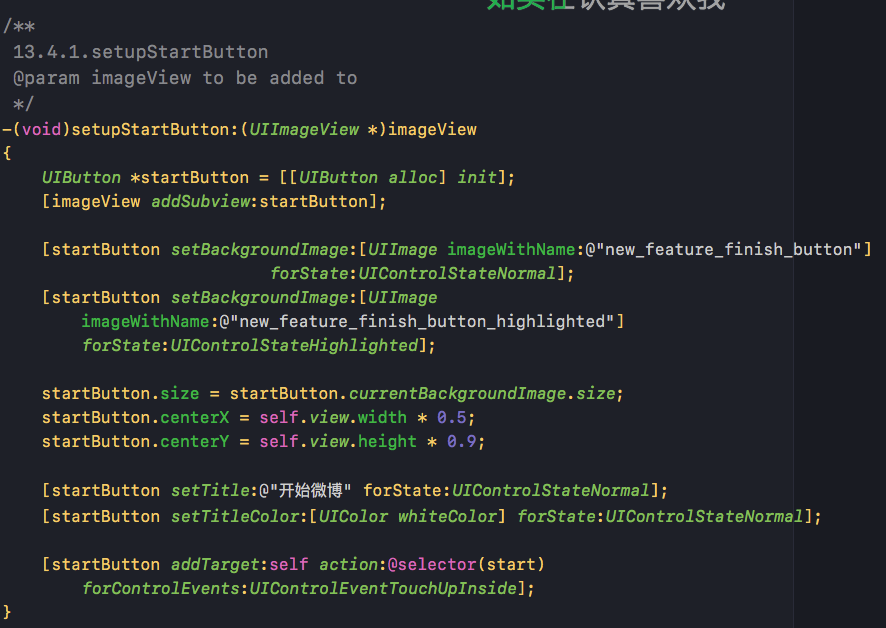 /**
13.4.1.setupStartButton
@param imageView to be added to
*/
-(void)setupStartButton:(UIImageView *)imageView
{
UIButton *startButton = [[UIButton alloc] init];
[imageView addSubview:startButton];
[startButton setBackgroundImage:[UIImage imageWithName:@"new_feature_finish_button"]
forState:UIControlStateNormal];
[startButton setBackgroundImage:[UIImage
imageWithName:@"new_feature_finish_button_highlighted"]
forState:UIControlStateHighlighted];
startButton.size = startButton.currentBackgroundImage.size;
startButton.centerX = self.view.width * 0.5;
startButton.centerY = self.view.height * 0.9;
[startButton setTitle:@"开始微博" forState:UIControlStateNormal];
[startButton setTitleColor:[UIColor whiteColor] forState:UIControlStateNormal];
[startButton addTarget:self action:@selector(start)
forControlEvents:UIControlEventTouchUpInside];
}